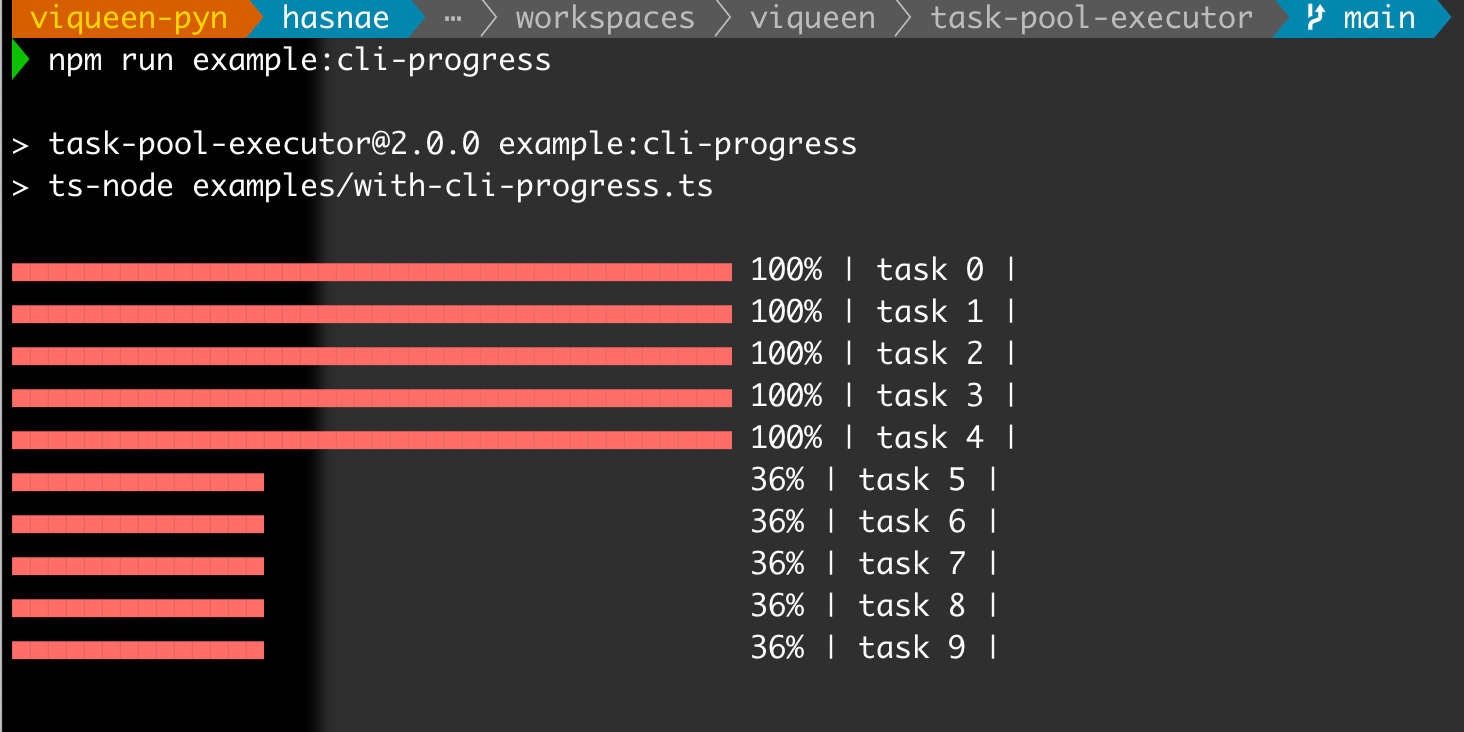 viqueen-pyn hasnae ⋯ workspaces viqueen task-pool-executor main
npm run example:cli-progress
> task-pool-executor@2.0.0 example:cli-progress
> ts-node examples/with-cli-progress.ts
100% | task 0 |
100% | task 1 |
100% | task 2 |
100% | task 3 |
100% | task 4 |
36% | task 5 |
36% | task 6 |
36% | task 7 |
36% | task 8 |
36% | task 9 |